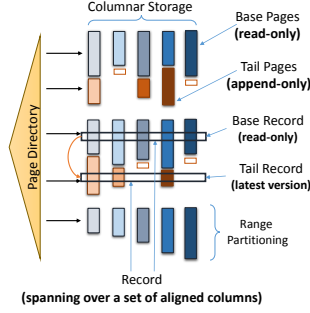 Columnar Storage
Base Pages
(read-only)
Tail Pages
(append-only)
Page Directory
Base Record
(read-only)
Tail Record
(latest version)
Range
Partitioning
Record
(spanning over a set of aligned columns)